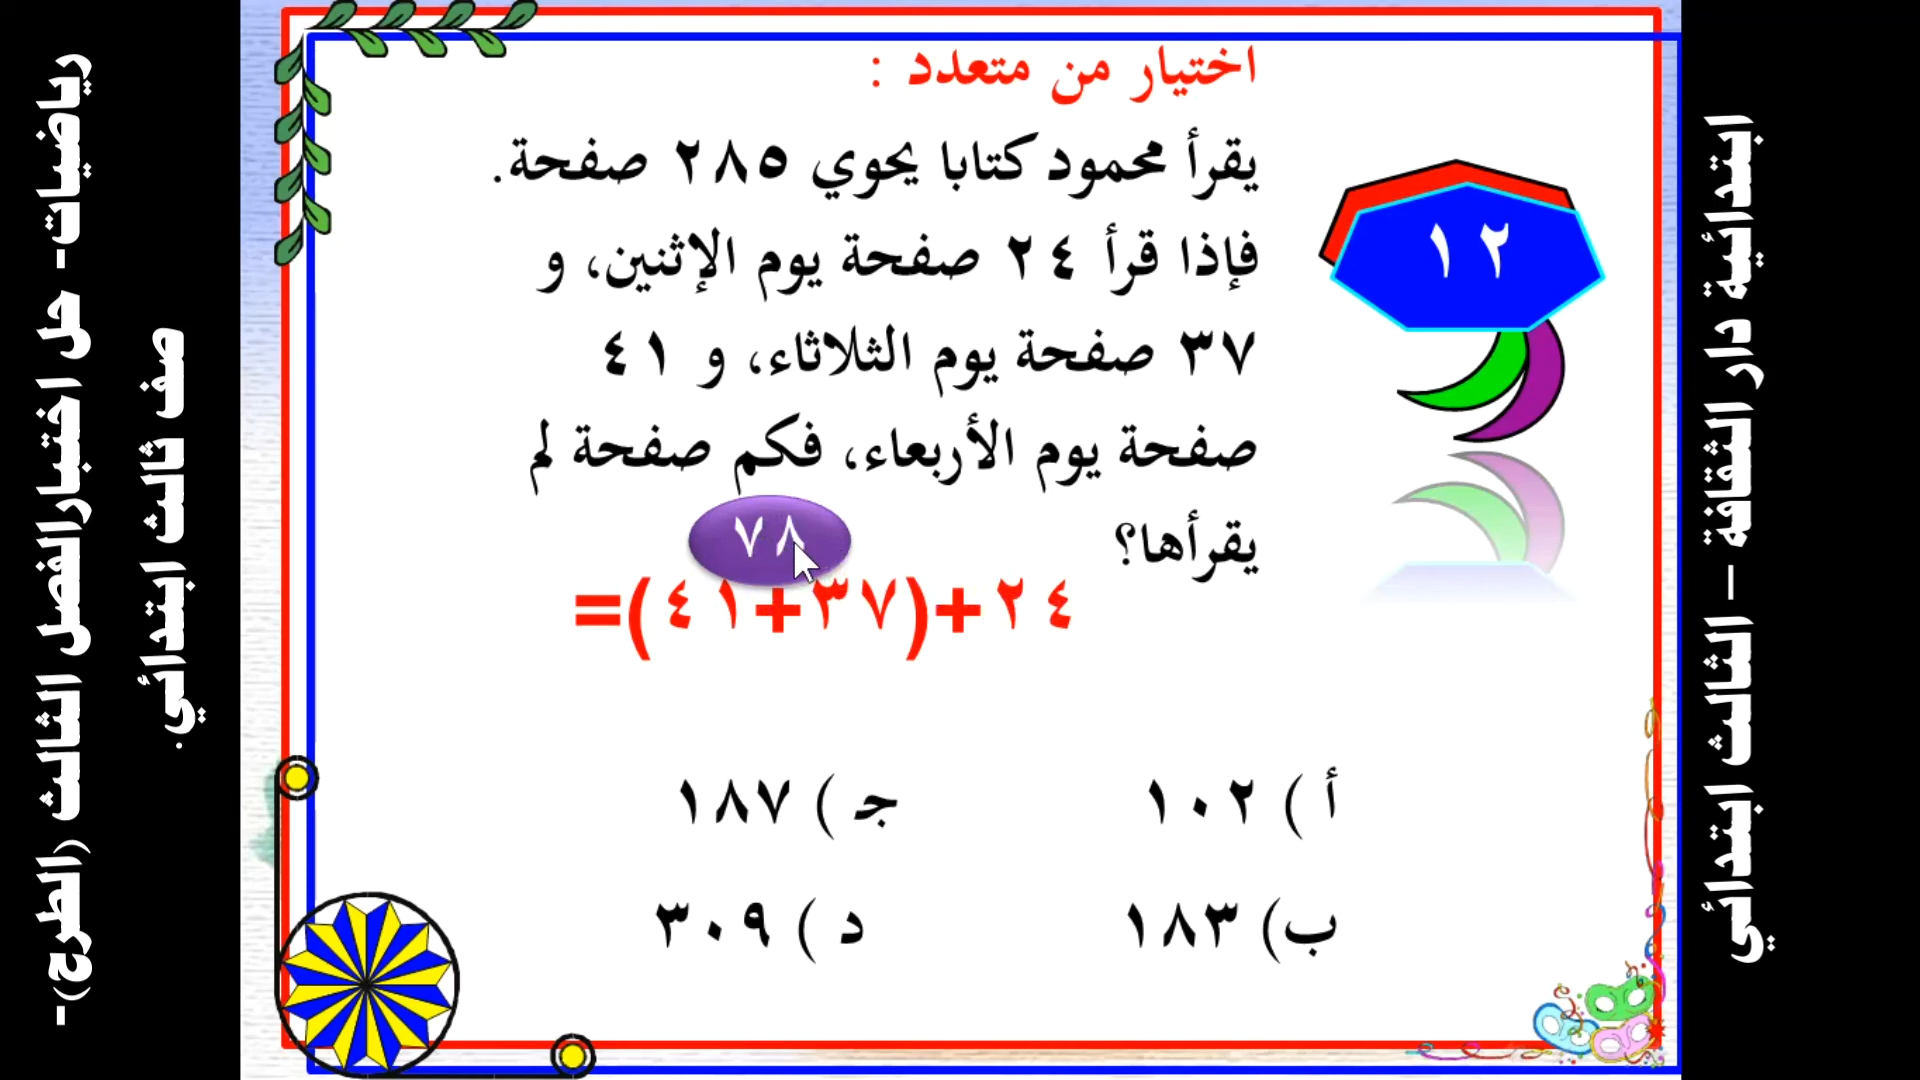 اختيار من متعدد :
١٢
يقرأ محمود كتابا يحوي ٢٨٥ صفحة.
فإذا قرأ ٢٤ صفحة يوم الإثنين، و
٣٧ صفحة يوم الثلاثاء، و ٤١
صفحة يوم الأربعاء، فكم صفحة لم
يقرأها؟
٧٨
٢٤+(٣٧+٤١)=
أ ) ١٠٢
ج ) ١٨٧
ب) ١٨٣
د ) ٣٠٩
رياضيات- حل اختبارالفصل الثالث (الطرح)-
صف ثالث ابتدائي.
ابتدائية دار الثقافة – الثالث ابتدائي